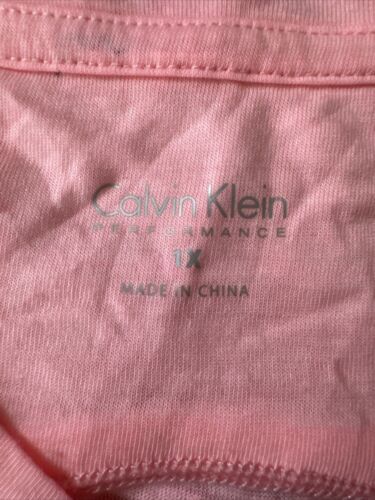 Calvin Klein
PERFORMANCE
1X
MADE IN CHINA